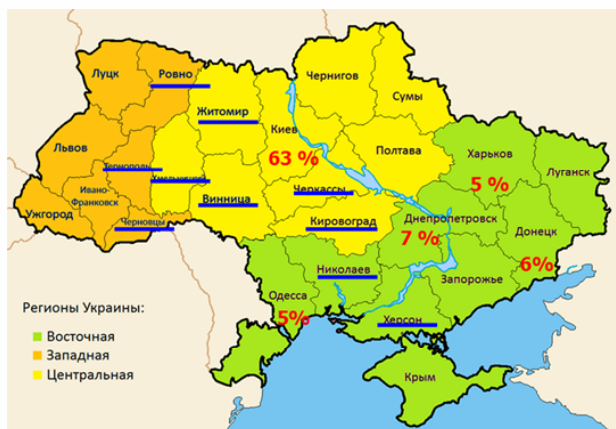 Луцк
Ровно
Житомир
Киев
63 %
Чернигов
Сумы
Львов
Тернополь
Хмельницкий
Полтава
Харьков
5 %
Луганск
Ивано-
Франковск
Ужгород
Черновцы
Винница
Черкассы
Кировоград
Днепропетровск
7 %
Донецк
6%
Николаев
Запорожье
Одесса
5%
Херсон
Крым
Регионы Украины:
Восточная
Западная
Центральная